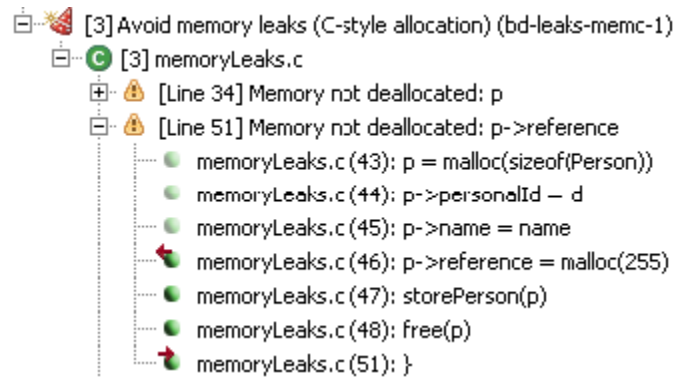 [3] Avoid memory leaks (C-style allocation) (bd-leaks-memc-1)
C [3] memoryLeaks.c
[Line 34] Memory not deallocated: p
[Line 51] Memory not deallocated: p->reference
memoryLeaks.c (43): p = malloc(sizeof(Person))
memoryLeaks.c (44): p->personalId = d
memoryLeaks.c (45): p->name = name
memoryLeaks.c (46): p->reference = malloc(255)
memoryLeaks.c (47): storePerson(p)
memoryLeaks.c (48): free(p)
memoryLeaks.c (51): }